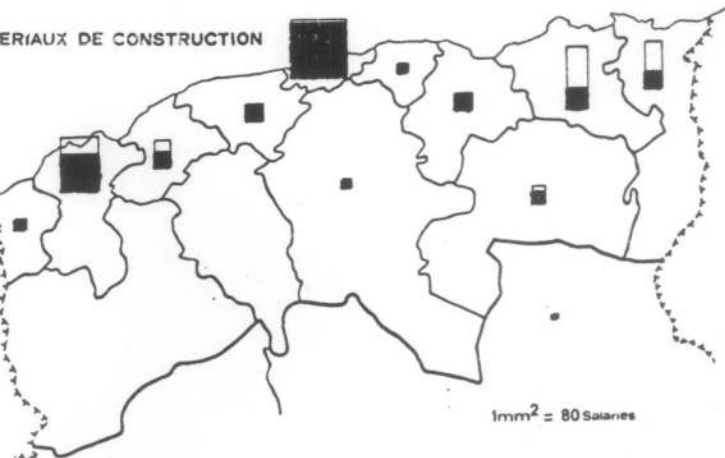 ERIAUX DE CONSTRUCTION
1mm² = 80 Salariés